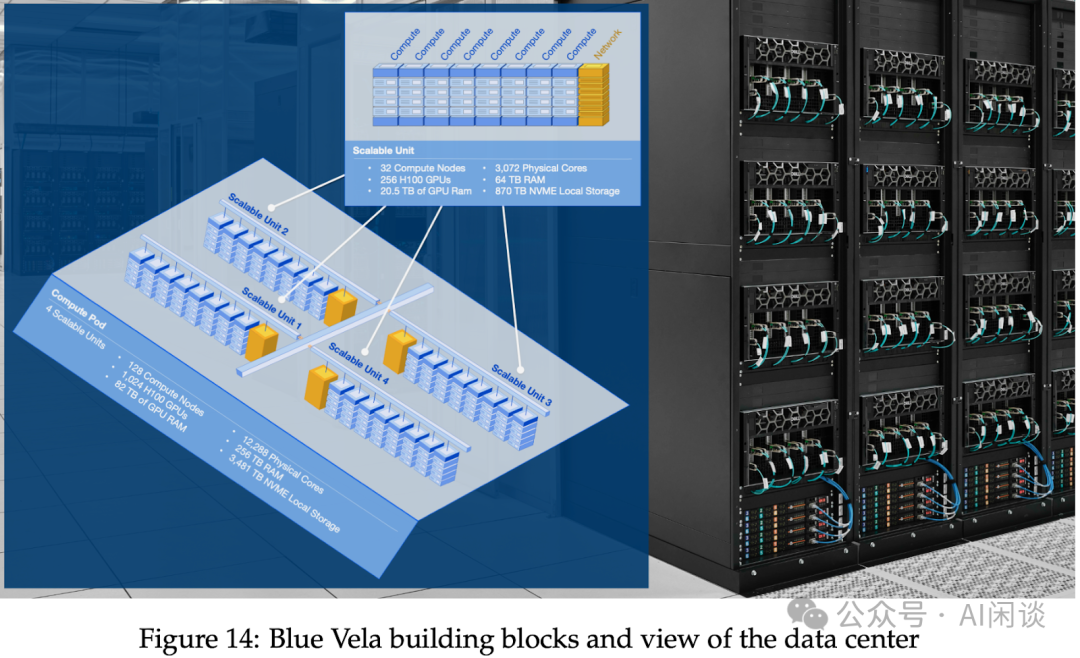 Compute
Compute
Compute
Compute
Compute
Compute
Compute
Compute
Network
Scalable Unit
• 32 Compute Nodes
• 256 H100 GPUs
• 20.5 TB of GPU Ram
• 3,072 Physical Cores
• 64 TB RAM
• 870 TB NVME Local Storage
Scalable Unit 2
Scalable Unit 1
Scalable Unit 4
Scalable Unit 3
Compute Pod
4 Scalable Units
• 128 Compute Nodes
• 1,024 H100 GPUs
• 82 TB of GPU RAM
• 12,288 Physical Cores
• 256 TB RAM
• 3,481 TB NVME Local Storage
公众号 · AI闲谈
Figure 14: Blue Vela building blocks and view of the data center